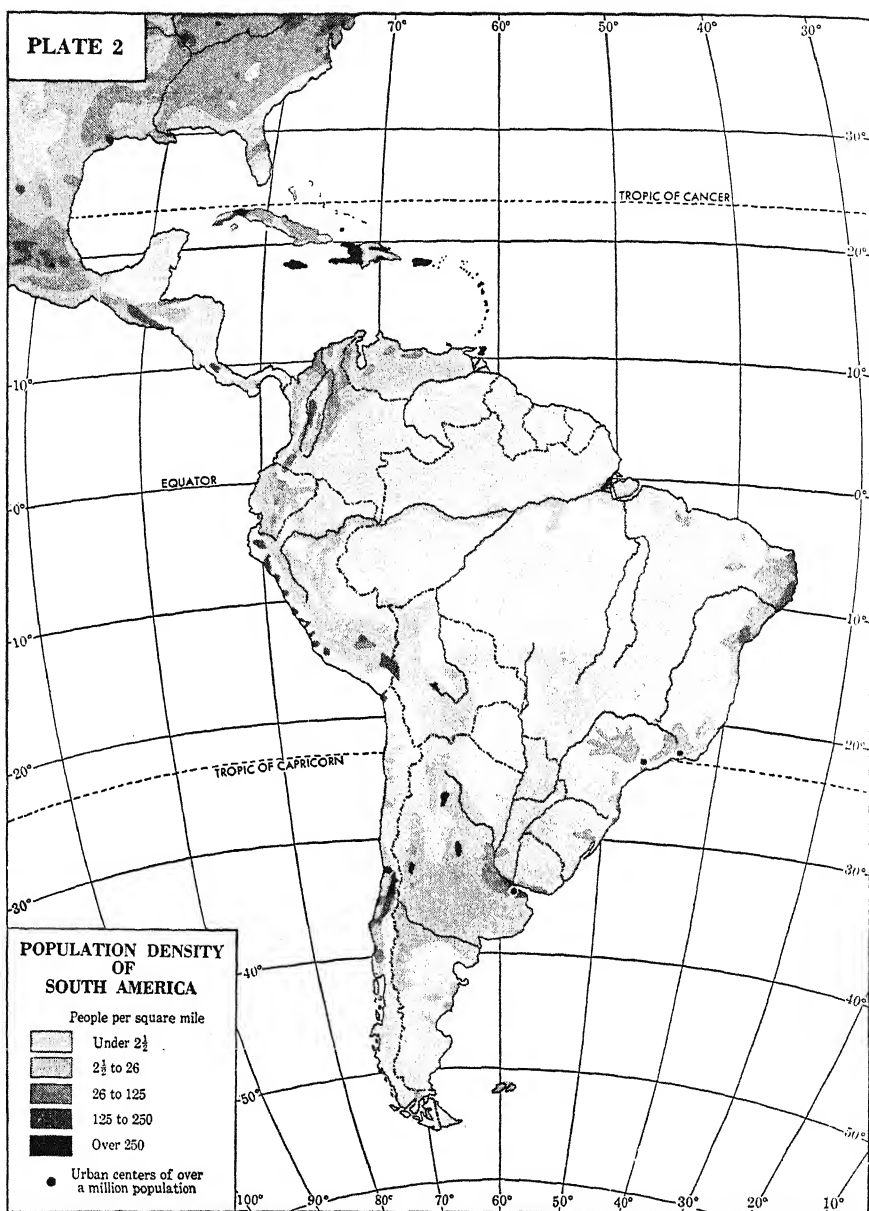 PLATE 2
70°
60°
50°
40°
30°
30°
TROPIC OF CANCER
20°
10°
10°
EQUATOR
0°
0°
10°
10°
20°
TROPIC OF CAPRICORN
20°
30°
30°
40°
40°
50°
50°
POPULATION DENSITY
OF
SOUTH AMERICA
People per square mile
Under 2½
2½ to 26
26 to 125
125 to 250
Over 250
Urban centers of over
a million population
100°
90°
80°
70°
60°
50°
40°
30°
20°
10°